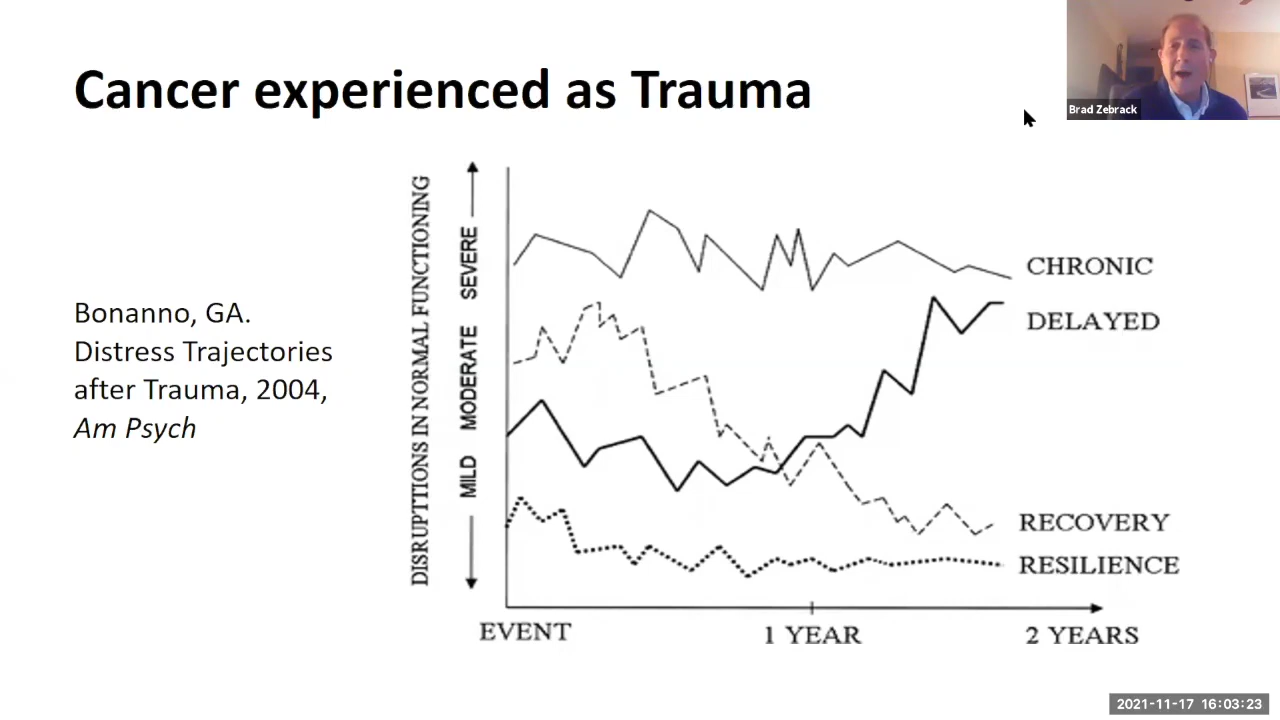 Cancer experienced as Trauma
Brad Zebrack
Bonanno, GA.
Distress Trajectories
after Trauma, 2004,
Am Psych
DISRUPTIONS IN NORMAL FUNCTIONING
MILD MODERATE SEVERE
CHRONIC
DELAYED
RECOVERY
RESILIENCE
EVENT 1 YEAR 2 YEARS
2021-11-17 16:03:23